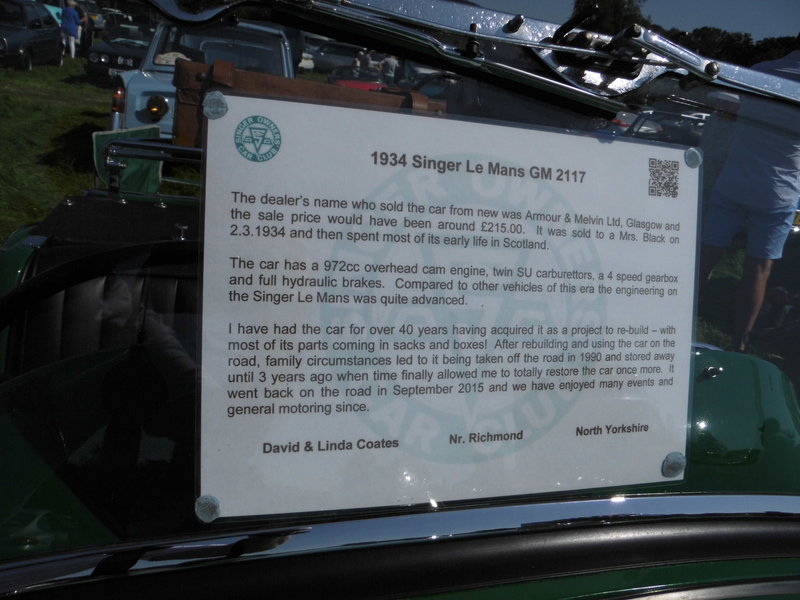 SINGER OWNERS
CAR CLUB
1934 Singer Le Mans GM 2117
The dealer's name who sold the car from new was Armour & Melvin Ltd, Glasgow and
the sale price would have been around £215.00. It was sold to a Mrs. Black on
2.3.1934 and then spent most of its early life in Scotland.
The car has a 972cc overhead cam engine, twin SU carburettors, a 4 speed gearbox
and full hydraulic brakes. Compared to other vehicles of this era the engineering on
the Singer Le Mans was quite advanced.
I have had the car for over 40 years having acquired it as a project to re-build – with
most of its parts coming in sacks and boxes! After rebuilding and using the car on the
road, family circumstances led to it being taken off the road in 1990 and stored away
until 3 years ago when time finally allowed me to totally restore the car once more. It
went back on the road in September 2015 and we have enjoyed many events and
general motoring since.
David & Linda Coates Nr. Richmond North Yorkshire